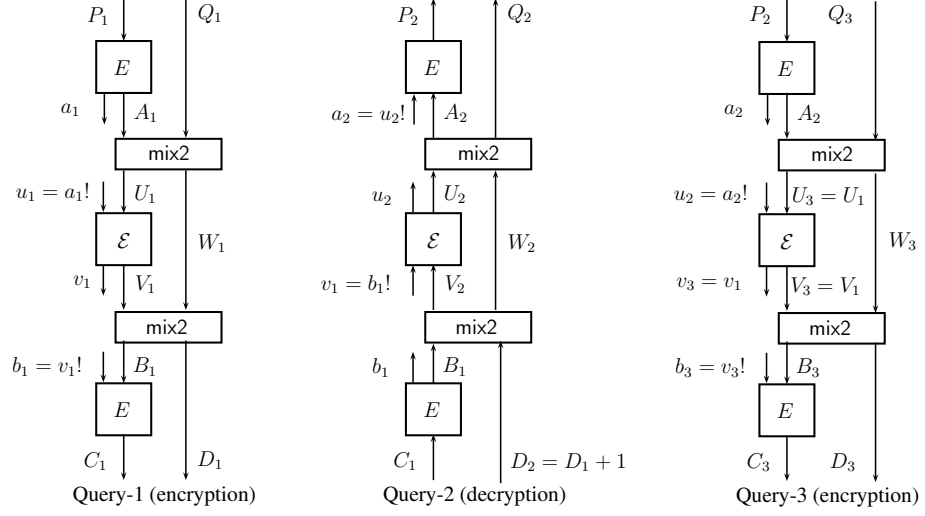 P₁ Q₁
E
a₁ A₁
mix2
u₁ = a₁! U₁
ℰ W₁
v₁ V₁
mix2
b₁ = v₁! B₁
E
C₁ D₁
Query-1 (encryption)
P₂ Q₂
E
a₂ = u₂! A₂
mix2
u₂ U₂
ℰ W₂
v₁ = b₁! V₂
mix2
b₁ B₁
E
C₁ D₂ = D₁ + 1
Query-2 (decryption)
P₂ Q₃
E
a₂ A₂
mix2
u₂ = a₂! U₃ = U₁
ℰ W₃
v₃ = v₁ V₃ = V₁
mix2
b₃ = v₃! B₃
E
C₃ D₃
Query-3 (encryption)